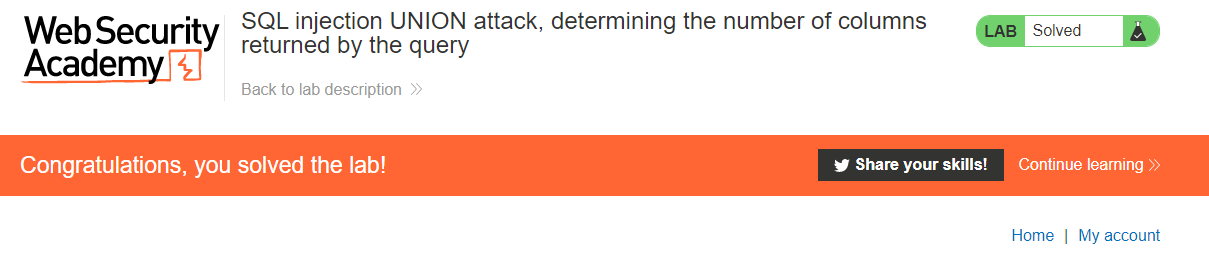 Web Security
Academy
SQL injection UNION attack, determining the number of columns
returned by the query
Back to lab description
LAB Solved
Congratulations, you solved the lab!
Share your skills!
Continue learning
Home | My account